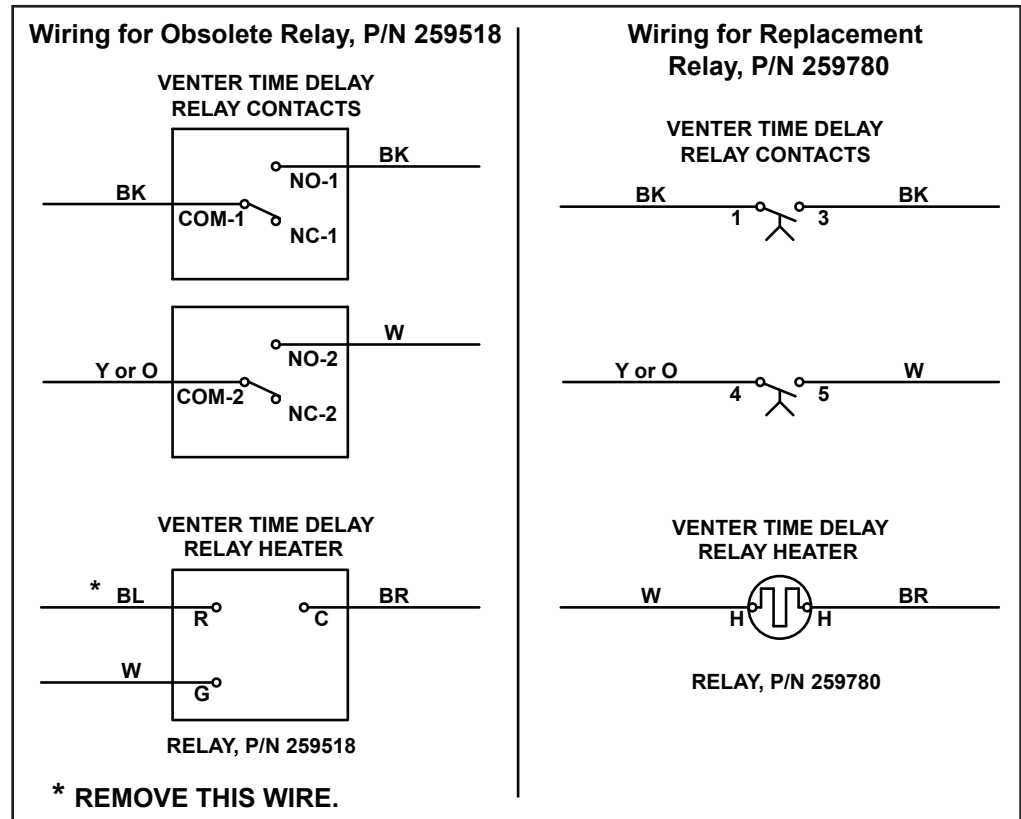 Wiring for Obsolete Relay, P/N 259518
VENTER TIME DELAY
RELAY CONTACTS
BK
NO-1
BK
COM-1
NC-1
W
NO-2
Y or O
COM-2
NC-2
VENTER TIME DELAY
RELAY HEATER
* BL
R
C
BR
W
G
RELAY, P/N 259518
* REMOVE THIS WIRE.
Wiring for Replacement
Relay, P/N 259780
VENTER TIME DELAY
RELAY CONTACTS
BK
1
3
BK
Y or O
4
5
W
VENTER TIME DELAY
RELAY HEATER
W
H
H
BR
RELAY, P/N 259780